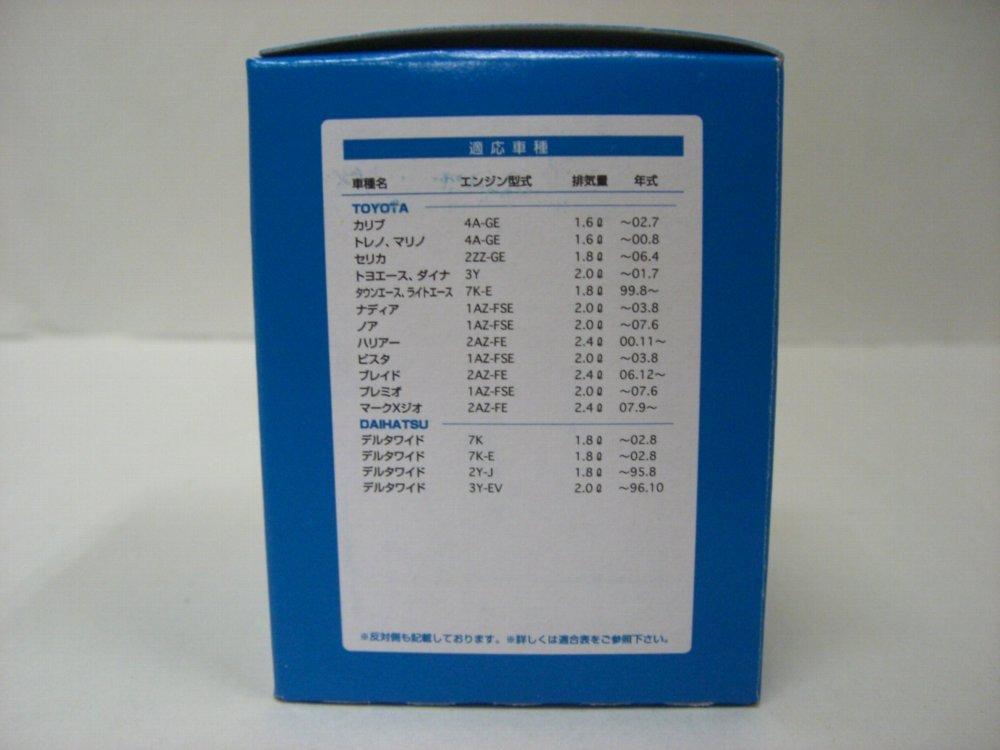 適応車種
車種名 エンジン型式 排気量 年式
TOYOTA
カリブ 4A-GE 1.6ℓ ～02.7
トレノ、マリノ 4A-GE 1.6ℓ ～00.8
セリカ 2ZZ-GE 1.8ℓ ～06.4
トヨエース、ダイナ 3Y 2.0ℓ ～01.7
タウンエース、ライトエース 7K-E 1.8ℓ 99.8～
ナディア 1AZ-FSE 2.0ℓ ～03.8
ノア 1AZ-FSE 2.0ℓ ～07.6
ハリアー 2AZ-FE 2.4ℓ 00.11～
ビスタ 1AZ-FSE 2.0ℓ ～03.8
ブレイド 2AZ-FE 2.4ℓ 06.12～
プレミオ 1AZ-FSE 2.0ℓ ～07.6
マークXジオ 2AZ-FE 2.4ℓ 07.9～
DAIHATSU
デルタワイド 7K 1.8ℓ ～02.8
デルタワイド 7K-E 1.8ℓ ～02.8
デルタワイド 2Y-J 1.8ℓ ～95.8
デルタワイド 3Y-EV 2.0ℓ ～96.10
※反対側も記載しております。※詳しくは適合表をご参照下さい。